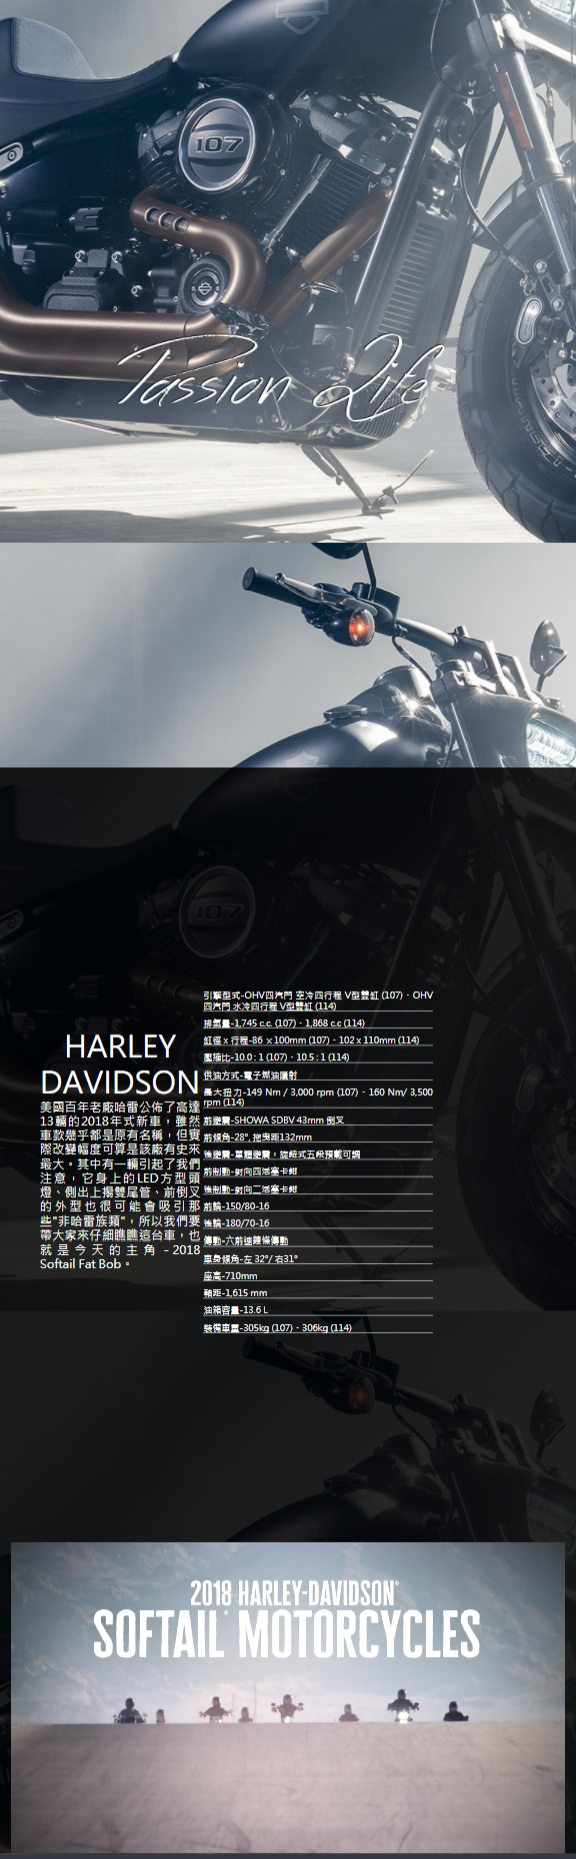 107
Passion Life
HARLEY
DAVIDSON
美國百年老廠哈雷公佈了高達
13輛的2018年式新車，雖然
車款幾乎都是原有名稱，但實
際改變幅度可算是該廠有史來
最大。其中有一輛引起了我們
注意，它身上的LED方型頭
燈、側出上揚雙尾管、前倒叉
的外型也很可能會吸引那
些"非哈雷族類"，所以我們要
帶大家來仔細瞧瞧這台車，也
就是今天的主角-2018
Softail Fat Bob。
引擎型式-OHV四汽門 空冷四行程 V型雙缸 (107)、OHV
四汽門 水冷四行程 V型雙缸 (114)
排氣量-1,745 c.c. (107)、1,868 c.c (114)
缸徑 x 行程-86 x 100mm (107)、102 x 110mm (114)
壓縮比-10.0 : 1 (107)、10.5 : 1 (114)
供油方式-電子燃油噴射
最大扭力-149 Nm / 3,000 rpm (107)、160 Nm/ 3,500
rpm (114)
前避震-SHOWA SDBV 43mm 倒叉
前傾角-28°, 拖曳距132mm
後避震-單體避震，旋鈕式五段預載可調
前制動-對向四活塞卡鉗
後制動-對向二活塞卡鉗
前輪-150/80-16
後輪-180/70-16
傳動-六前速鏈條傳動
車身傾角-左 32°/ 右31°
座高-710mm
軸距-1,615 mm
油箱容量-13.6 L
裝備車重-305kg (107)、306kg (114)
2018 HARLEY-DAVIDSON®
SOFTAIL® MOTORCYCLES